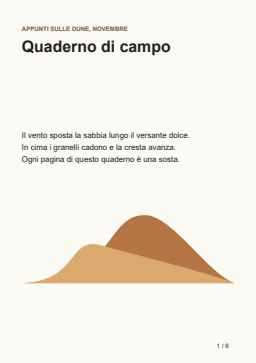 APPUNTI SULLE DUNE, NOVEMBRE
Quaderno di campo
Il vento sposta la sabbia lungo il versante dolce.
In cima i granelli cadono e la cresta avanza.
Ogni pagina di questo quaderno è una sosta.
1 / 6